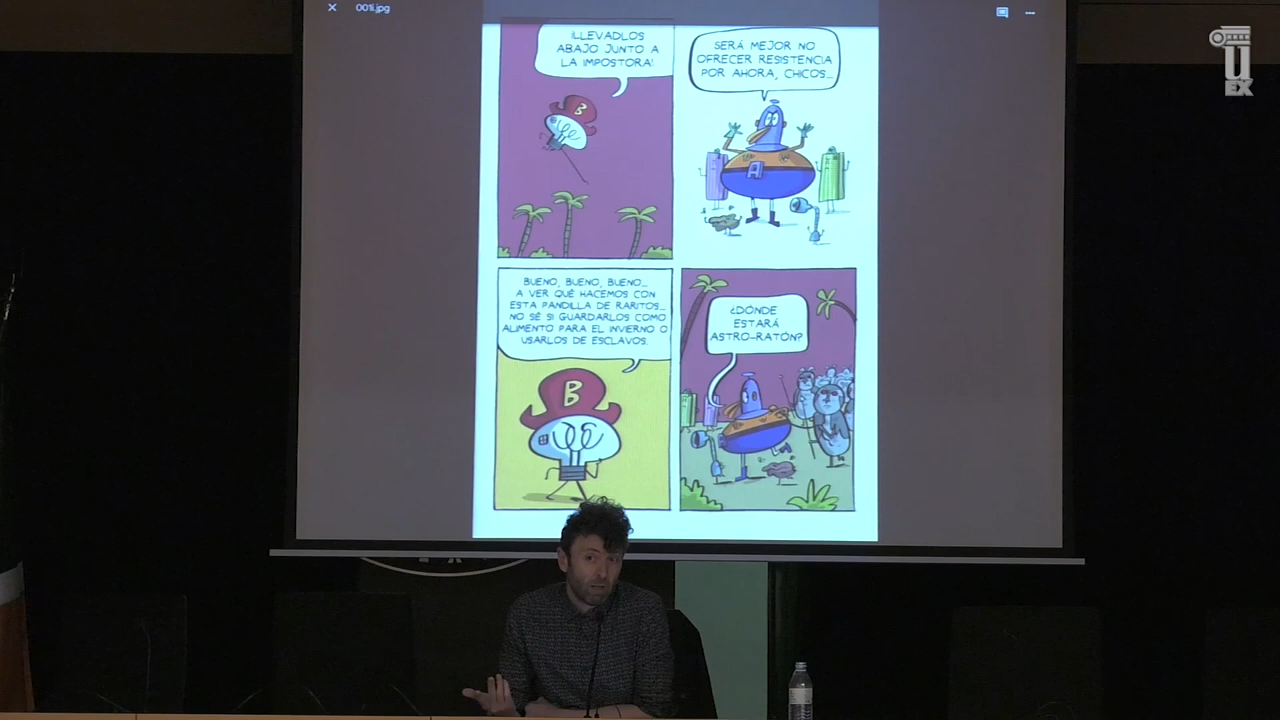 001i.jpg
¡LLEVADLOS
ABAJO JUNTO A
LA IMPOSTORA!
B
SERÁ MEJOR NO
OFRECER RESISTENCIA
POR AHORA, CHICOS...
A
BUENO, BUENO, BUENO...
A VER QUÉ HACEMOS CON
ESTA PANDILLA DE RARITOS...
NO SÉ SI GUARDARLOS COMO
ALIMENTO PARA EL INVIERNO O
USARLOS DE ESCLAVOS.
B
¿DÓNDE
ESTARÁ
ASTRO-RATÓN?
U
EX